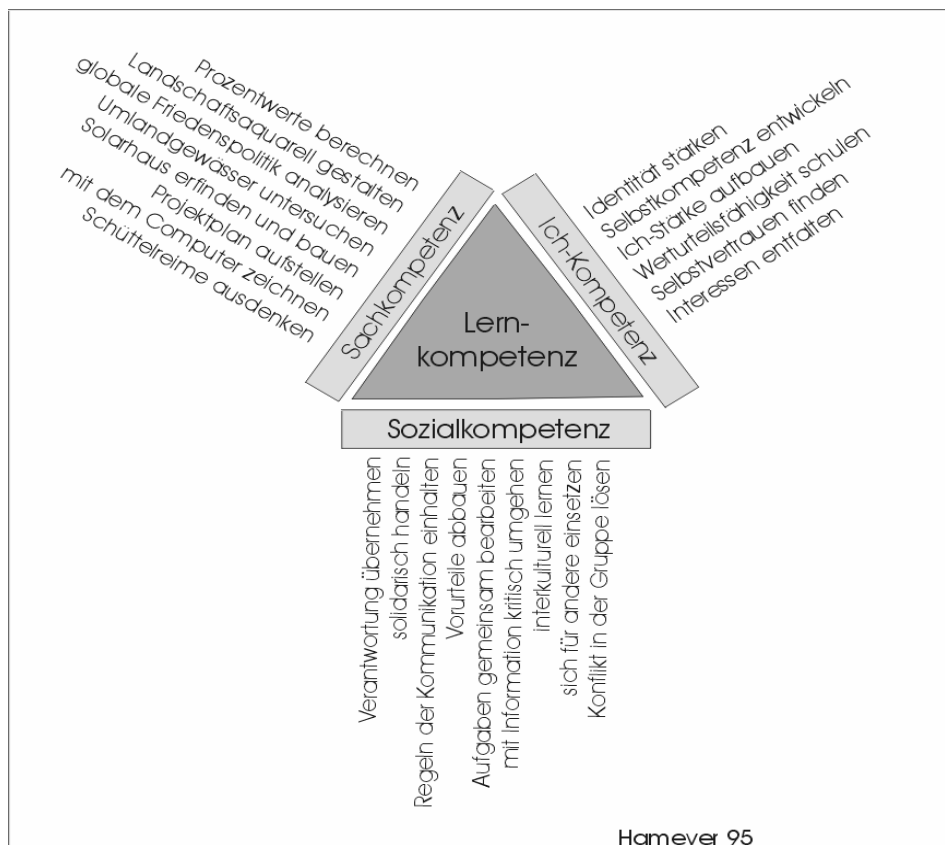 Prozentwerte berechnen
Landschaftsaquarell gestalten
globale Friedenspolitik analysieren
Umlandgewässer untersuchen
Solarhaus erfinden und bauen
Projektplan aufstellen
mit dem Computer zeichnen
Schüttelreime ausdenken
Sachkompetenz
Identität stärken
Selbstkompetenz entwickeln
Ich-Stärke aufbauen
Werturteilsfähigkeit schulen
Selbstvertrauen finden
Interessen entfalten
Ich-Kompetenz
Lern-
kompetenz
Sozialkompetenz
Verantwortung übernehmen
solidarisch handeln
Regeln der Kommunikation einhalten
Vorurteile abbauen
Aufgaben gemeinsam bearbeiten
mit Information kritisch umgehen
interkulturell lernen
sich für andere einsetzen
Konflikt in der Gruppe lösen
Hameyer 95